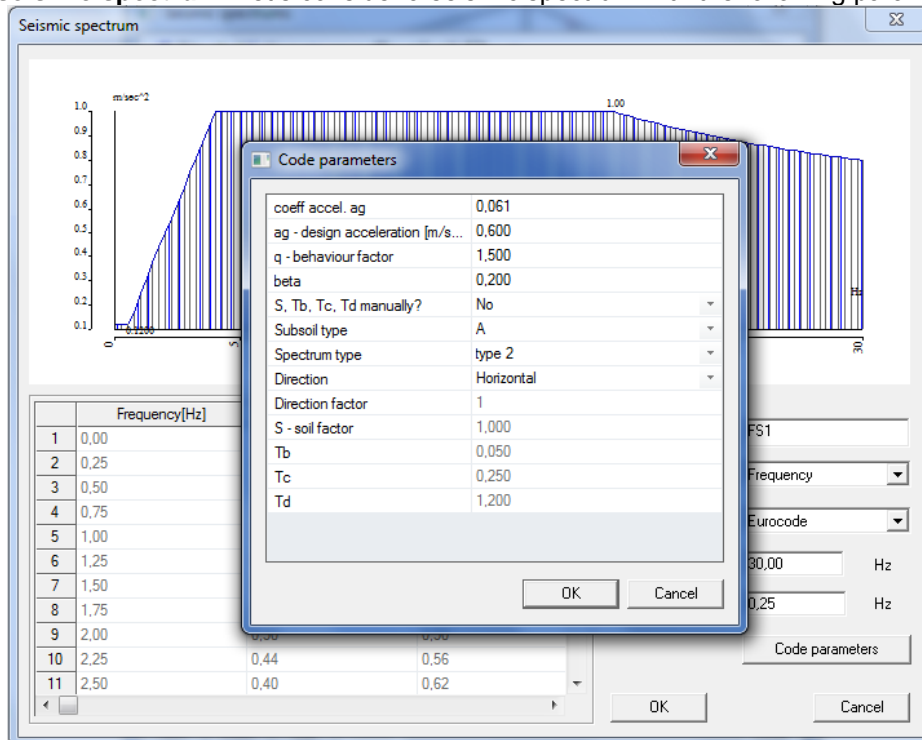 Seismic spectrum
m/sec^2
1.0
0.9
0.8
0.7
0.6
0.5
0.4
0.3
0.2
0.1
1.00
Hz
0
5
30
Code parameters
coeff accel. ag 0,061
ag - design acceleration [m/s... 0,600
q - behaviour factor 1,500
beta 0,200
S, Tb, Tc, Td manually? No
Subsoil type A
Spectrum type type 2
Direction Horizontal
Direction factor 1
S - soil factor 1,000
Tb 0,050
Tc 0,250
Td 1,200
OK Cancel
Frequency[Hz]
1 0,00
2 0,25
3 0,50
4 0,75
5 1,00
6 1,25
7 1,50
8 1,75
9 2,00 0,50 0,50
10 2,25 0,44 0,56
11 2,50 0,40 0,62
FS1
Frequency
Eurocode
30,00 Hz
0,25 Hz
Code parameters
OK Cancel